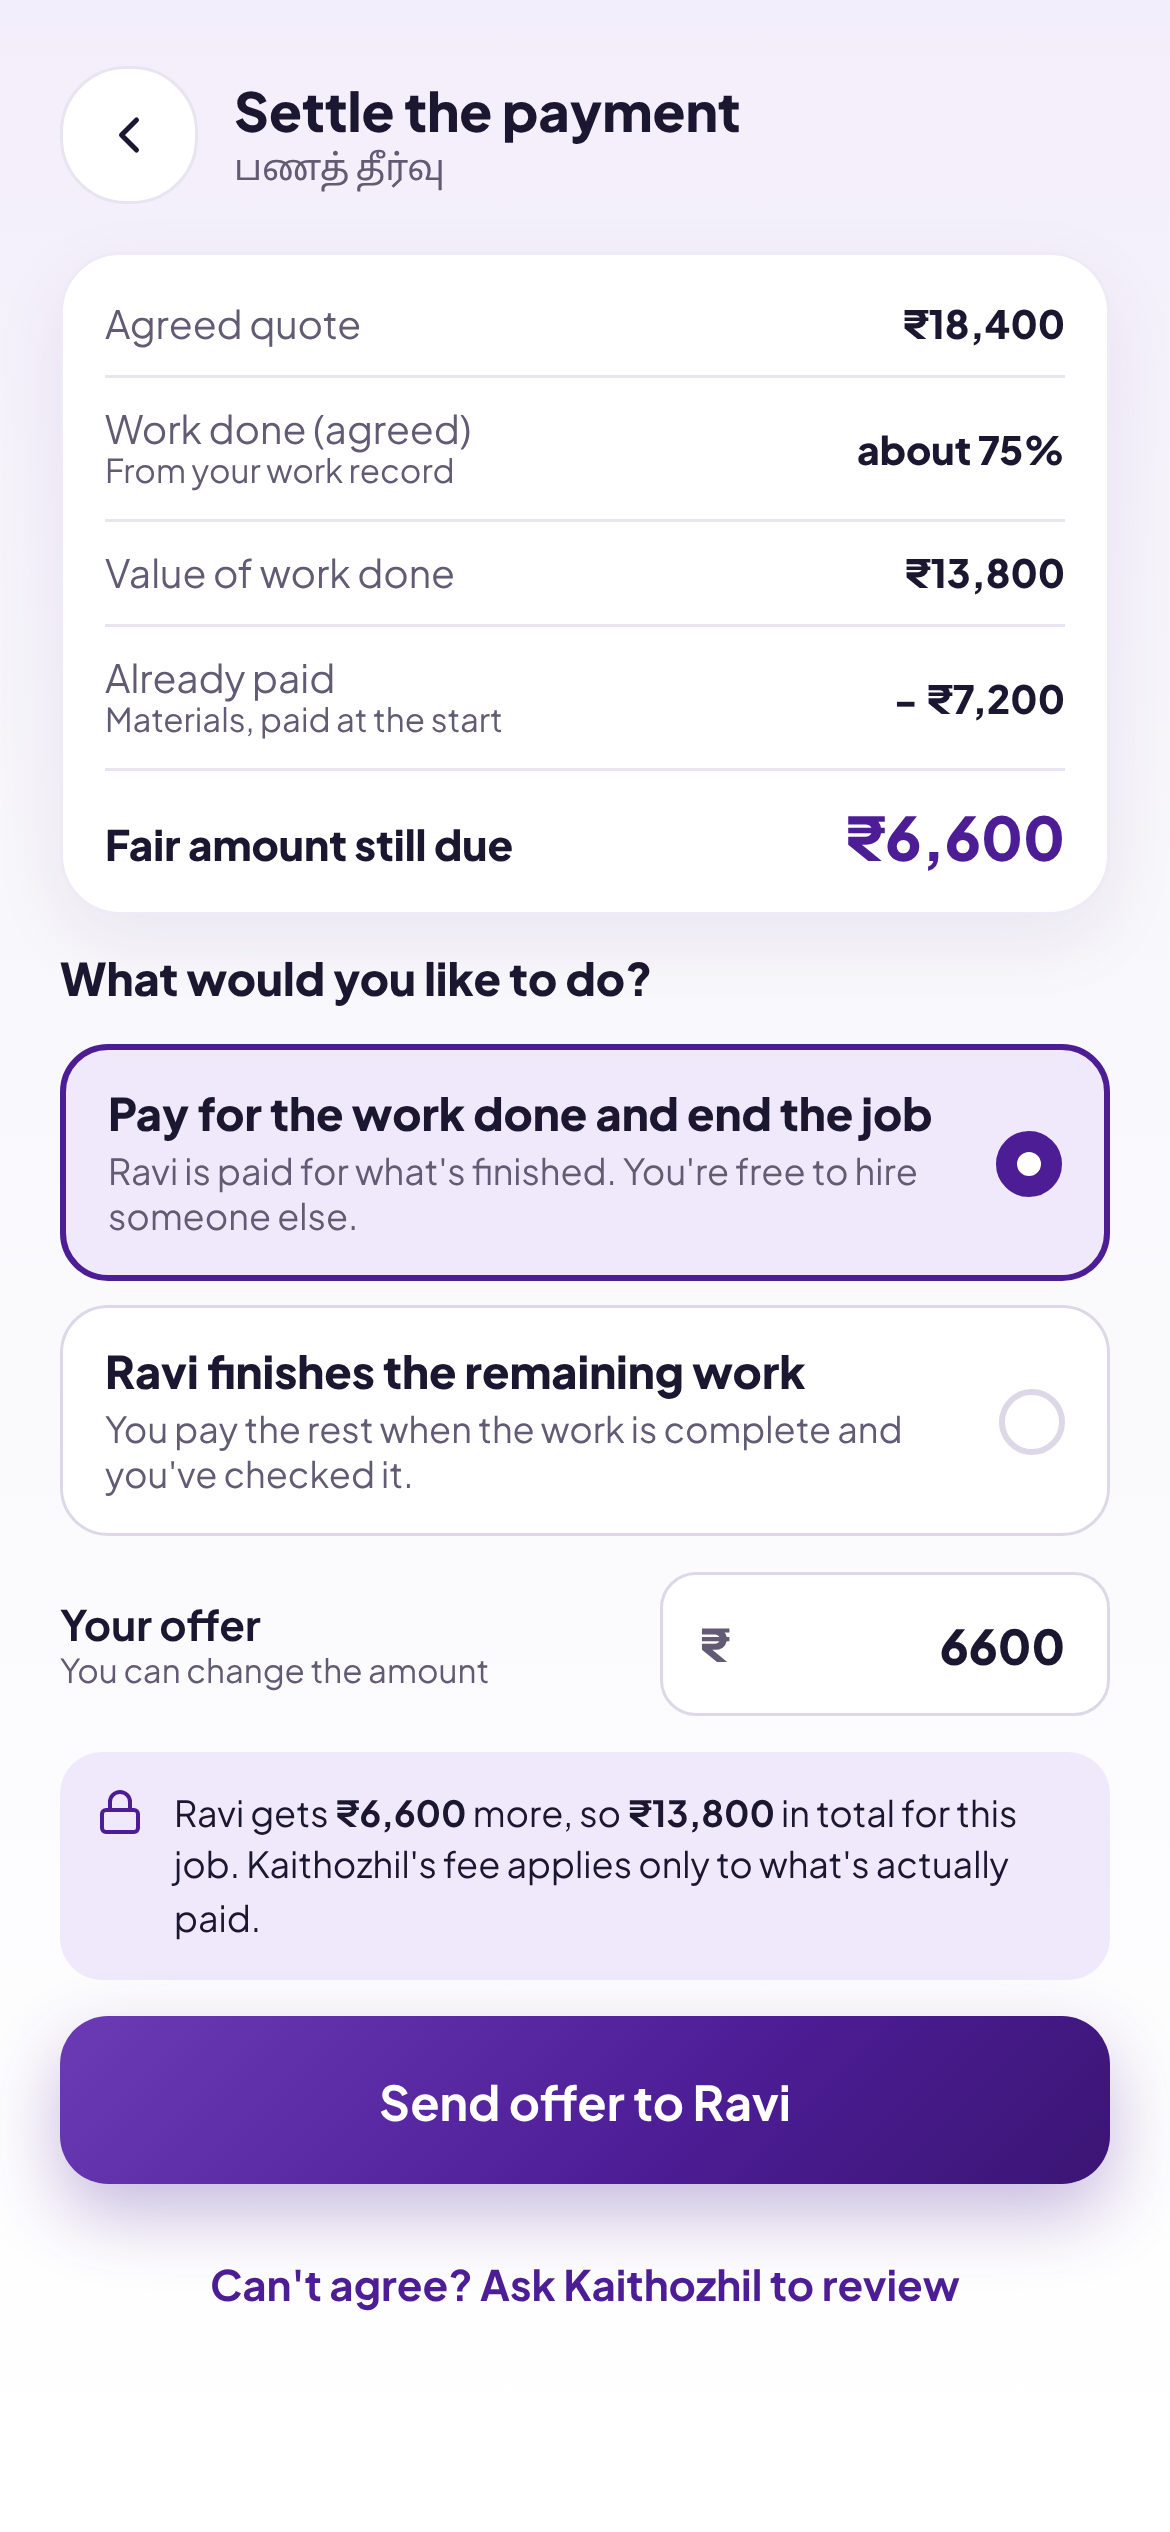 Settle the payment
பணத் தீர்வு
Agreed quote ₹18,400
Work done (agreed)
From your work record
about 75%
Value of work done ₹13,800
Already paid
Materials, paid at the start
- ₹7,200
Fair amount still due ₹6,600
What would you like to do?
Pay for the work done and end the job
Ravi is paid for what's finished. You're free to hire
someone else.
Ravi finishes the remaining work
You pay the rest when the work is complete and
you've checked it.
Your offer
You can change the amount
₹ 6600
Ravi gets ₹6,600 more, so ₹13,800 in total for this
job. Kaithozhil's fee applies only to what's actually
paid.
Send offer to Ravi
Can't agree? Ask Kaithozhil to review